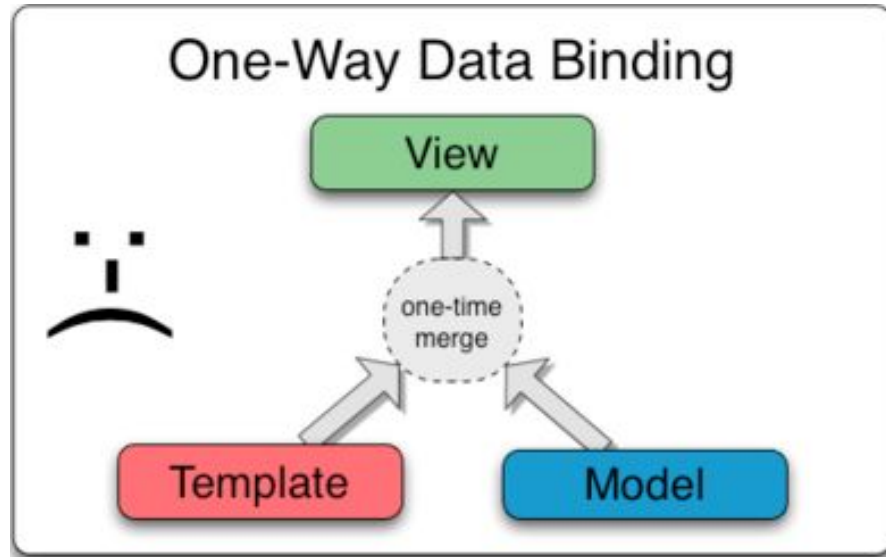 One-Way Data Binding
View
one-time
merge
Template
Model